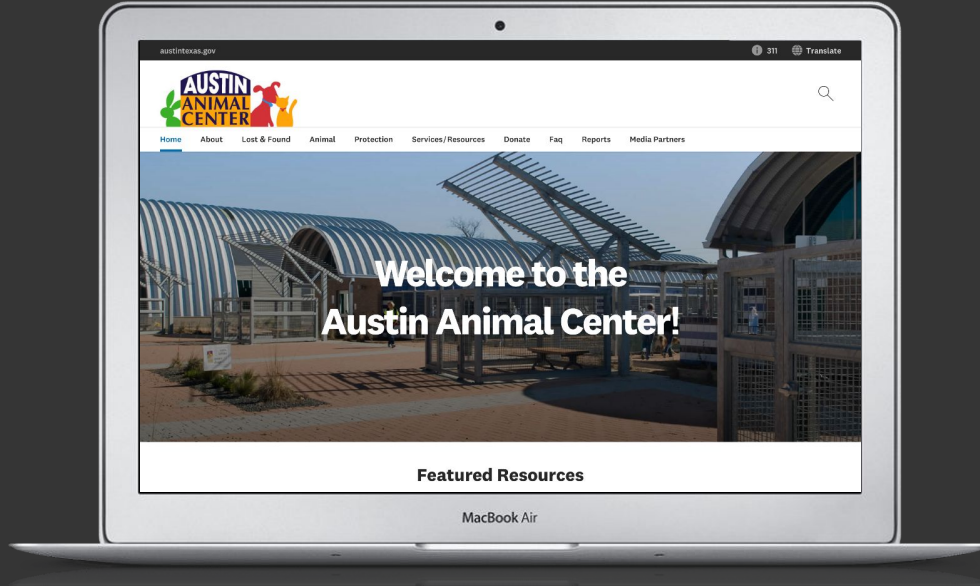 austintexas.gov
311 Translate
AUSTIN
ANIMAL
CENTER
Home About Lost & Found Animal Protection Services/Resources Donate Faq Reports Media Partners
Welcome to the
Austin Animal Center!
Featured Resources
MacBook Air